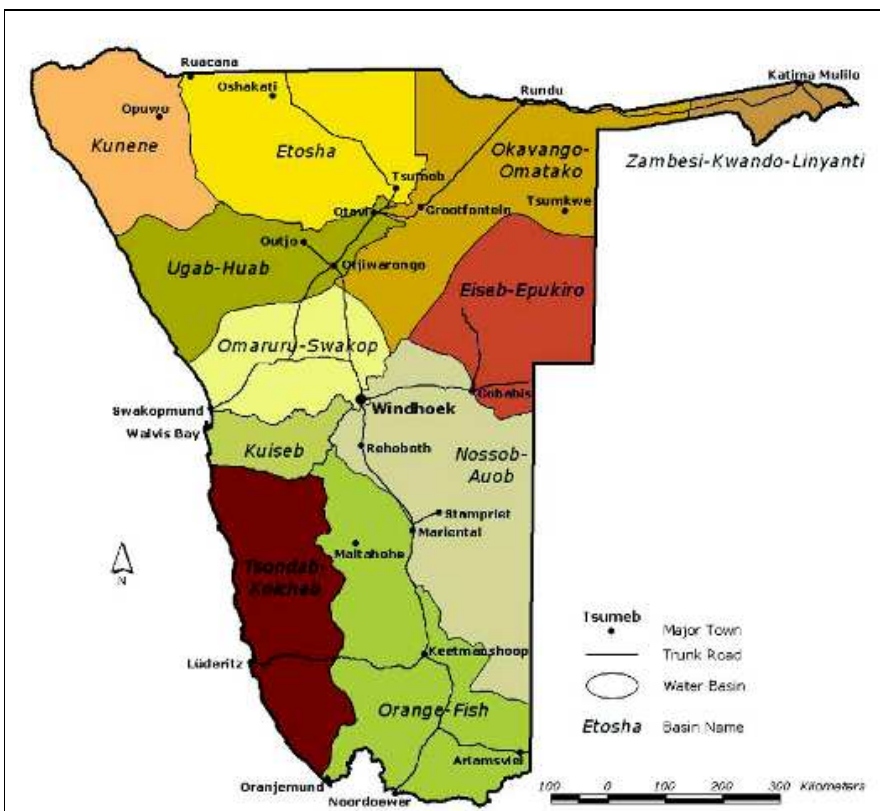 Ruacana
Katima Mulilo
Oshakati
Rundu
Opuwo
Kunene
Etosha
Okavango-
Omatako
Zambesi-Kwando-Linyanti
Tsumeb
Tsumkwe
Otavi
Grootfontein
Outjo
Ugab-Huab
Otjiwarongo
Eiseb-Epukiro
Omaruru-Swakop
Gobabis
Swakopmund
Windhoek
Walvis Bay
Kuiseb
Rehoboth
Nossob-
Auob
Stampriet
Mariental
Maltahohe
N
Tsondab-
Koichab
Tsumeb
Major Town
Trunk Road
Keetmanshoop
Lüderitz
Water Basin
Orange-Fish
Etosha
Basin Name
Ariamsvlei
Oranjemund
Noordoewer
100 0 100 200 300 Kilometers